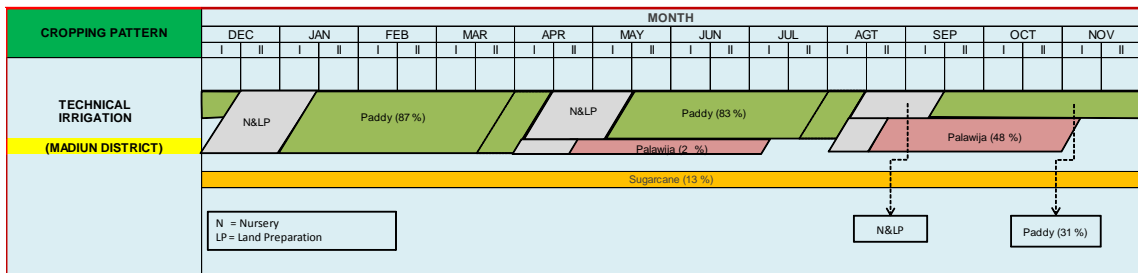 CROPPING PATTERN
MONTH
DEC JAN FEB MAR APR MAY JUN JUL AGT SEP OCT NOV
I II I II I II I II I II I II I II I II I II I II I II I II
TECHNICAL
IRRIGATION
(MADIUN DISTRICT)
N&LP
Paddy (87 %)
N&LP
Paddy (83 %)
Palawija (2 %)
Palawija (48 %)
Sugarcane (13 %)
N = Nursery
LP = Land Preparation
N&LP
Paddy (31 %)